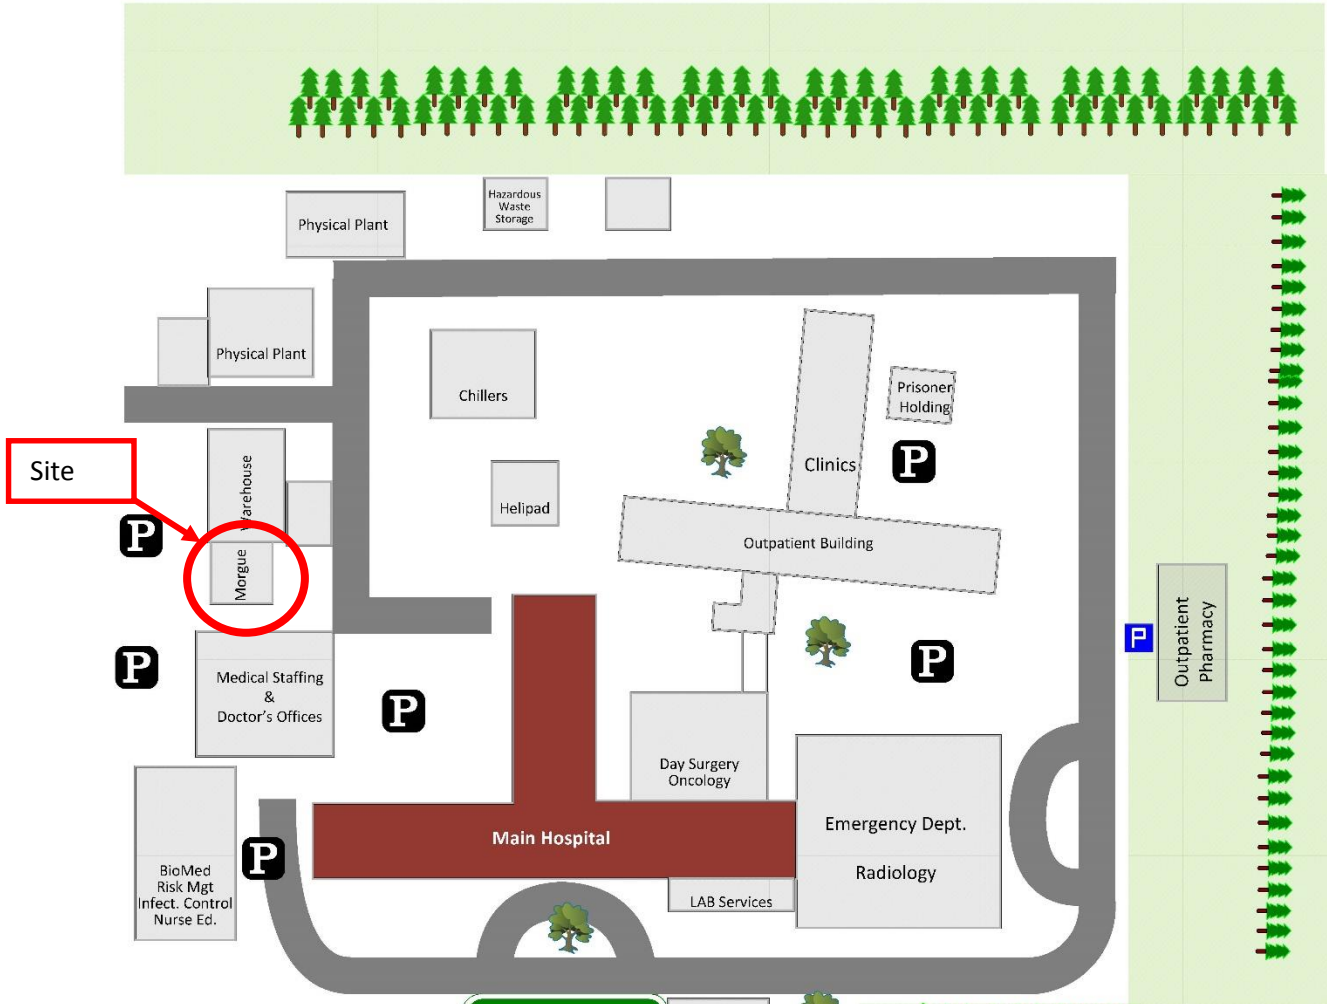 Hazardous
Waste
Storage
Physical Plant
Physical Plant
Chillers
Prisoner
Holding
Site
Clinics
P
Warehouse
Helipad
P
Outpatient Building
Morgue
P
Outpatient
Pharmacy
P
P
Medical Staffing
&
Doctor's Offices
P
Day Surgery
Oncology
Emergency Dept.
Main Hospital
P
Radiology
BioMed
Risk Mgt
Infect. Control
Nurse Ed.
LAB Services